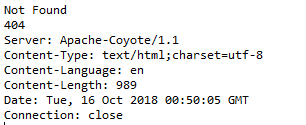 Not Found
404
Server: Apache-Coyote/1.1
Content-Type: text/html;charset=utf-8
Content-Language: en
Content-Length: 989
Date: Tue, 16 Oct 2018 00:50:05 GMT
Connection: close